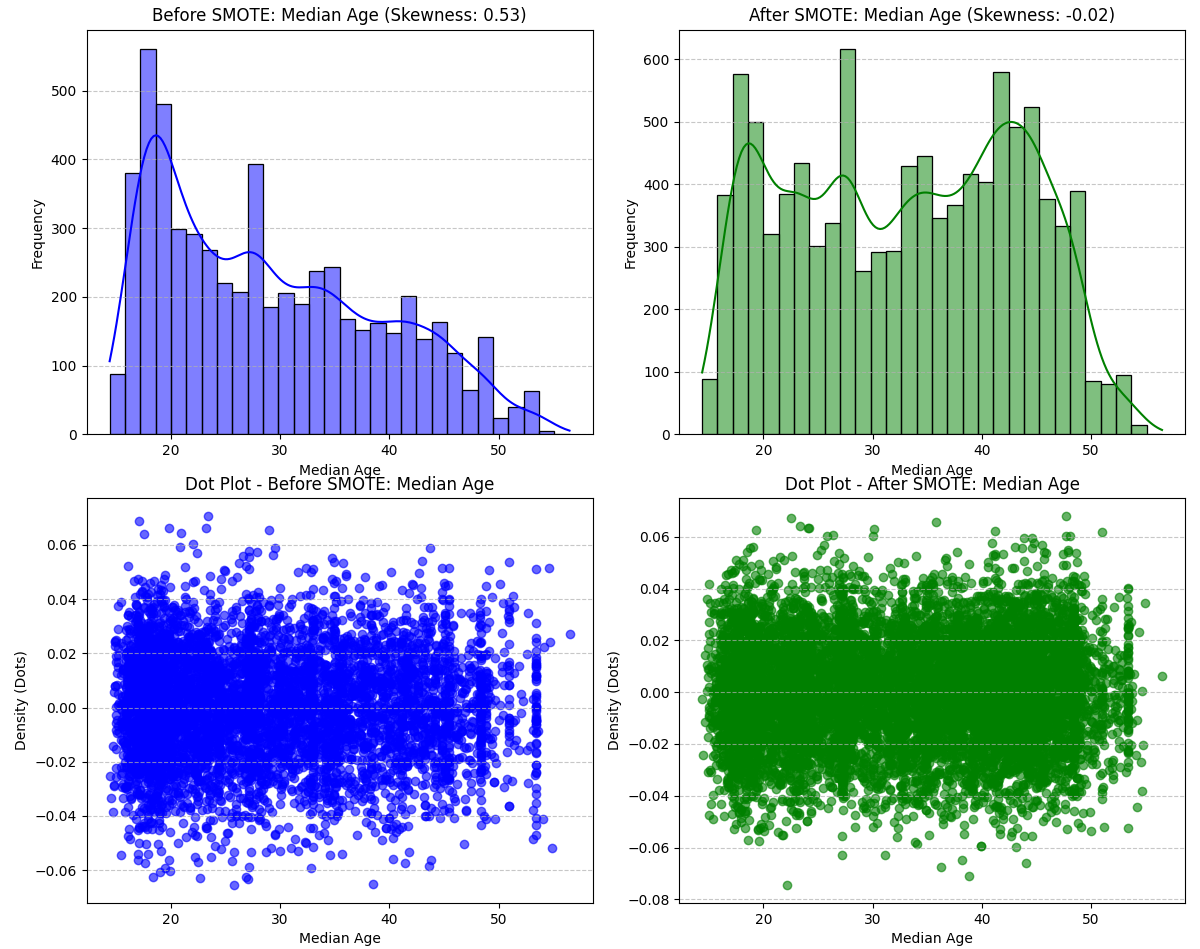 Before SMOTE: Median Age (Skewness: 0.53)
500
400
300
200
100
0
Frequency
20 30 40 50
Median Age
After SMOTE: Median Age (Skewness: -0.02)
600
500
400
300
200
100
0
Frequency
20 30 40 50
Median Age
Dot Plot - Before SMOTE: Median Age
0.06
0.04
0.02
0.00
−0.02
−0.04
−0.06
Density (Dots)
20 30 40 50
Median Age
Dot Plot - After SMOTE: Median Age
0.06
0.04
0.02
0.00
−0.02
−0.04
−0.06
−0.08
Density (Dots)
20 30 40 50
Median Age